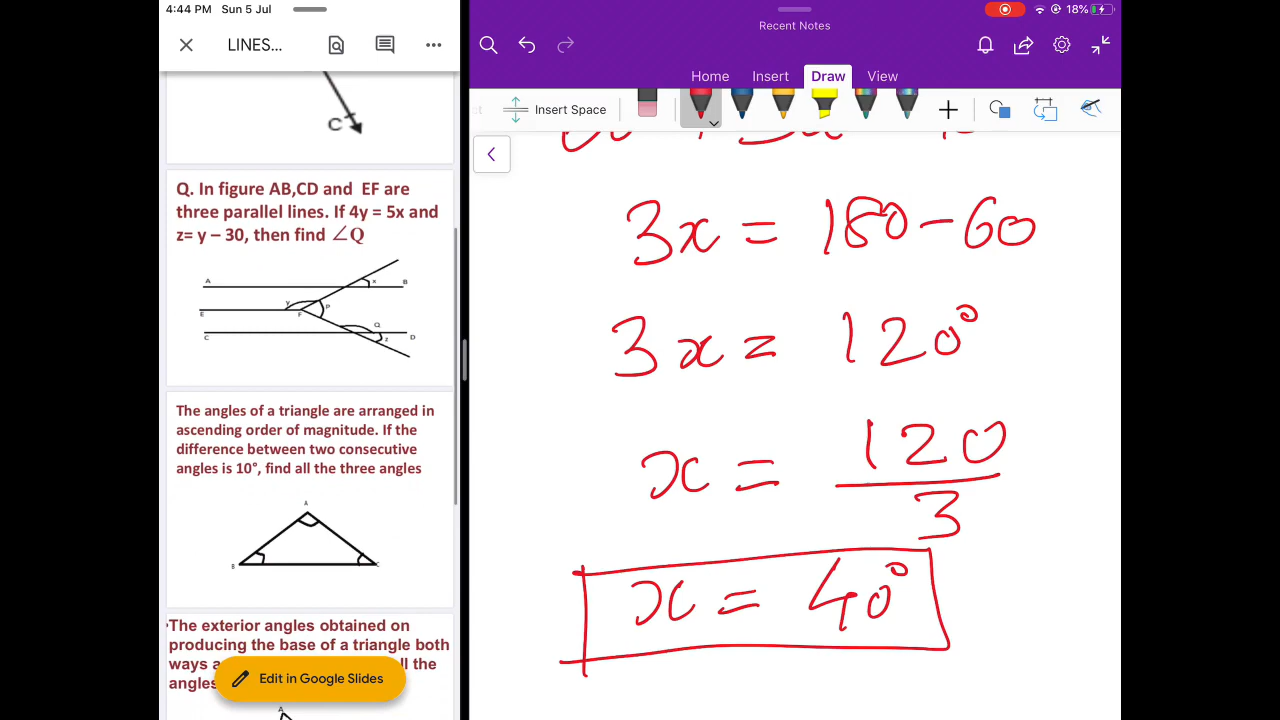 4:44 PM Sun 5 Jul
LINES...
C
Q. In figure AB,CD and EF are
three parallel lines. If 4y = 5x and
z= y – 30, then find ∠Q
A
x
B
y
P
E
F
Q
C
D
z
The angles of a triangle are arranged in
ascending order of magnitude. If the
difference between two consecutive
angles is 10°, find all the three angles
A
B
C
The exterior angles obtained on
producing the base of a triangle both
ways a
ll the
angles
Edit in Google Slides
A
18%
Recent Notes
Home Insert Draw View
Insert Space
3x = 180 - 60
3x = 120°
x = 120
3
x = 40°